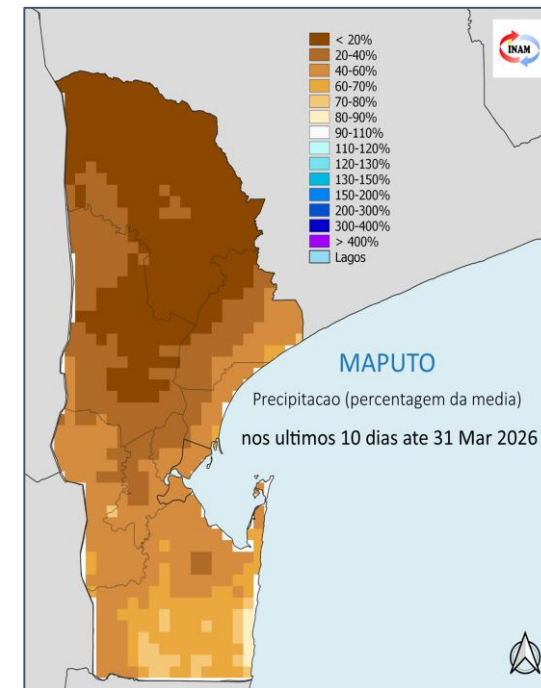 < 20%
20-40%
40-60%
60-70%
70-80%
80-90%
90-110%
110-120%
120-130%
130-150%
150-200%
200-300%
300-400%
> 400%
Lagos
INAM
MAPUTO
Precipitacao (percentagem da media)
nos ultimos 10 dias ate 31 Mar 2026